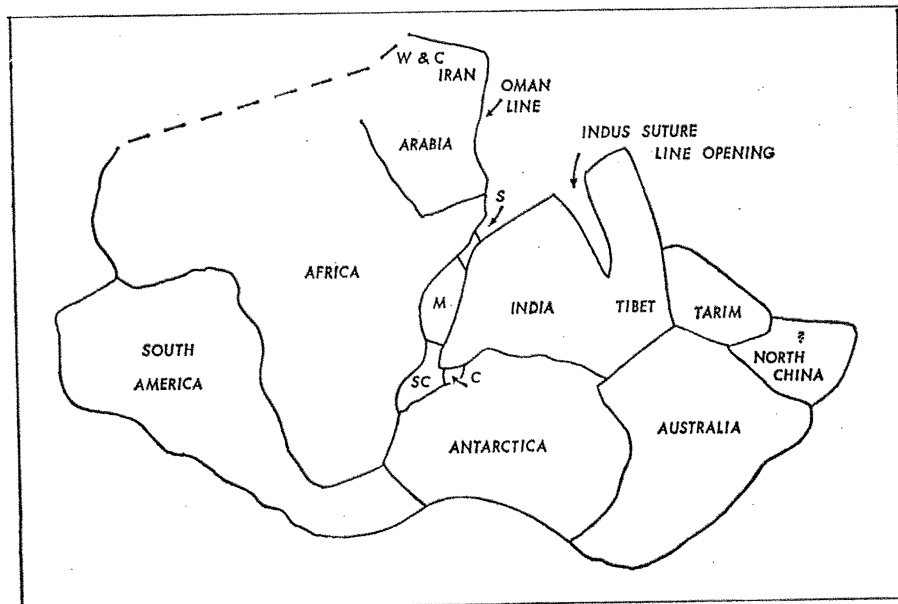 W & C
IRAN
OMAN
LINE
ARABIA
INDUS SUTURE
LINE OPENING
S
AFRICA
M
INDIA
TIBET
TARIM
?
NORTH
CHINA
SOUTH
AMERICA
SC
C
ANTARCTICA
AUSTRALIA